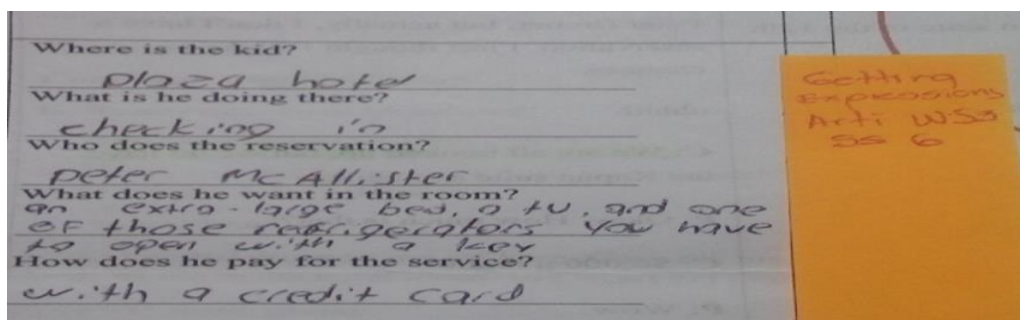 Where is the kid?
plaza hotel
What is he doing there?
checking in
Who does the reservation?
peter McAllister
What does he want in the room?
an extra-large bed, a tv, and one
of those refrigerators you have
to open with a key
How does he pay for the service?
with a credit card
Getting
Expressions
Arti WS3
SS 6